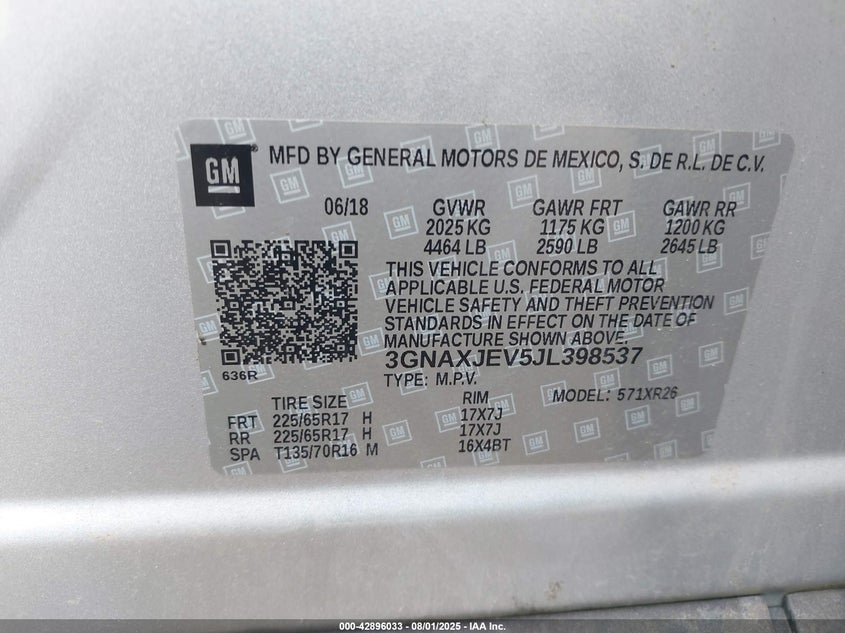 GM MFD BY GENERAL MOTORS DE MEXICO, S. DE R.L. DE C.V.
06/18 GVWR GAWR FRT GAWR RR
2025 KG 1175 KG 1200 KG
4464 LB 2590 LB 2645 LB
THIS VEHICLE CONFORMS TO ALL
APPLICABLE U.S. FEDERAL MOTOR
VEHICLE SAFETY AND THEFT PREVENTION
STANDARDS IN EFFECT ON THE DATE OF
MANUFACTURE SHOWN ABOVE.
3GNAXJEV5JL398537
636R
TYPE: M.P.V. MODEL: 571XR26
TIRE SIZE RIM
FRT 225/65R17 H 17X7J
RR 225/65R17 H 17X7J
SPA T135/70R16 M 16X4BT
000-42896033 - 08/01/2025 - IAA Inc.